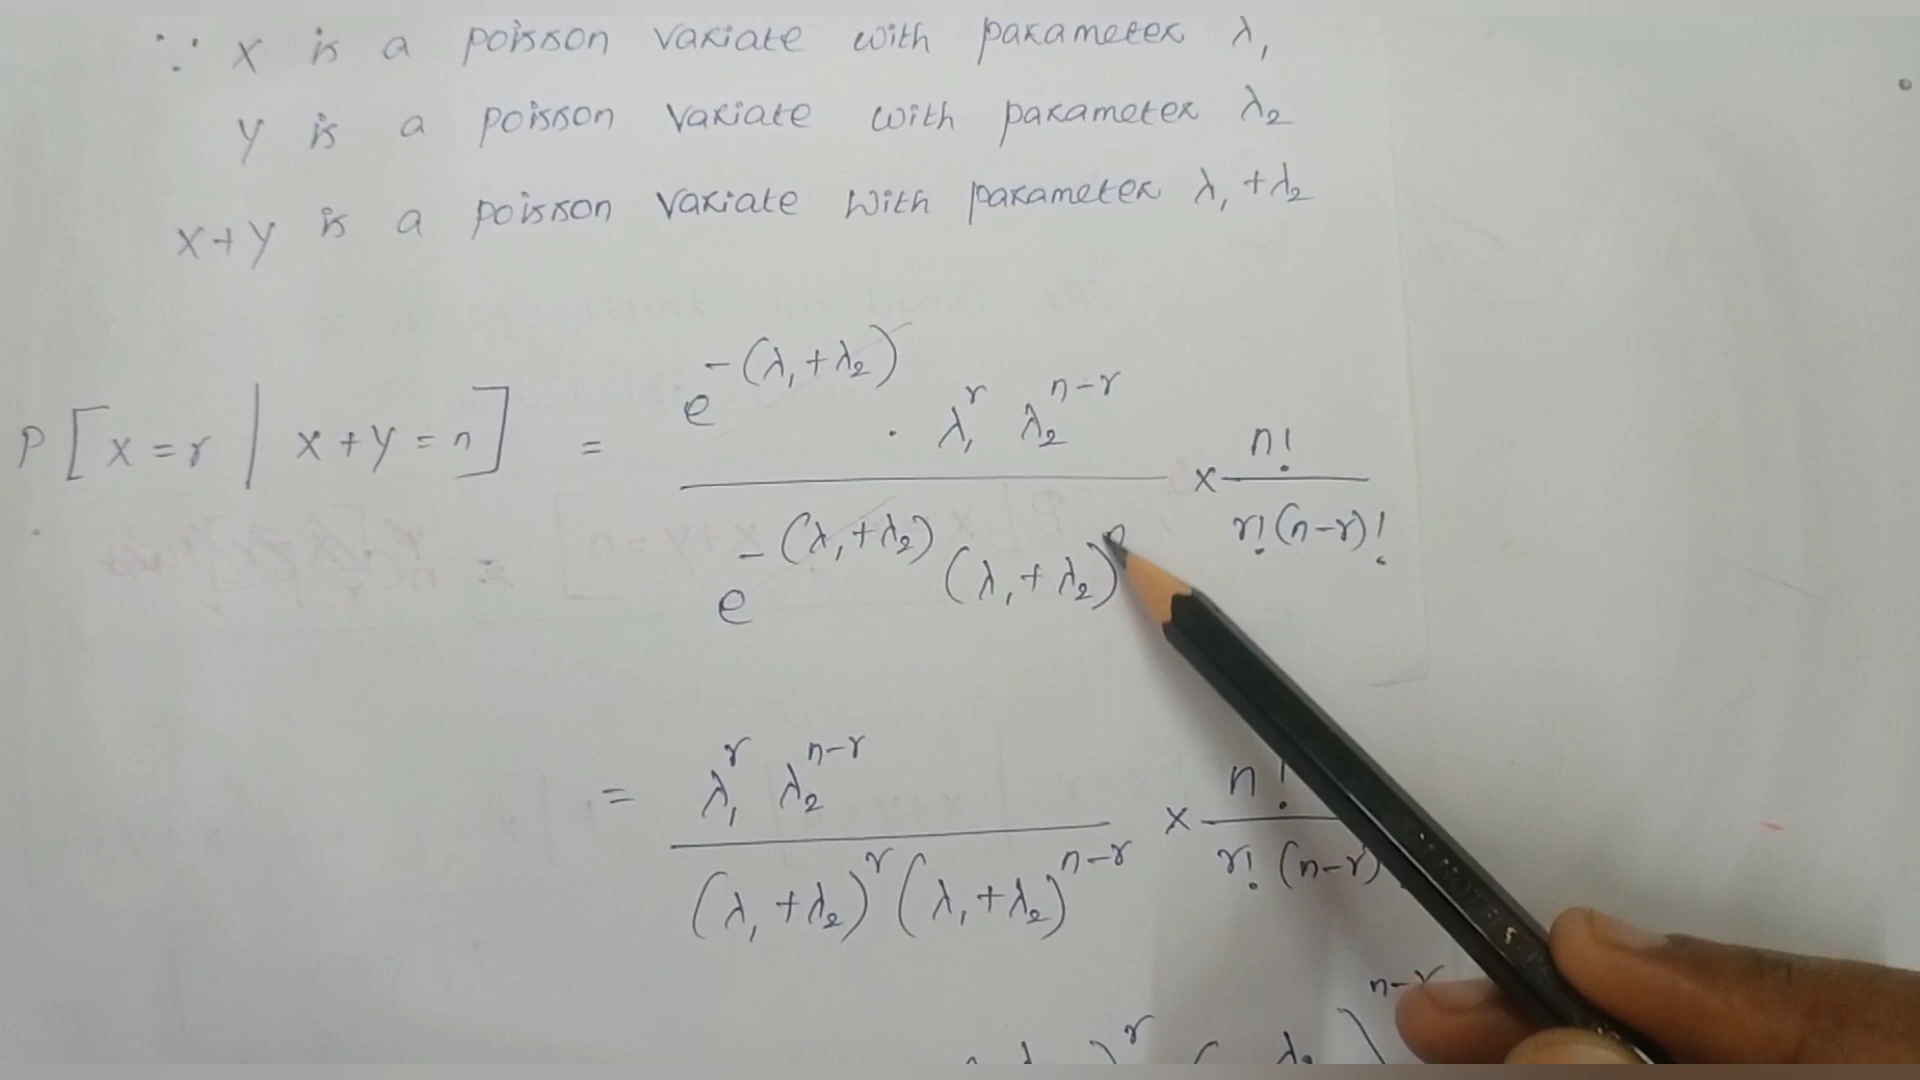 ∵ X is a poisson variate with parameter λ₁
Y is a poisson variate with parameter λ₂
X+Y is a poisson variate with parameter λ₁+λ₂
P[X=r | X+Y=n] = e^{-(λ₁+λ₂)} · λ₁^r λ₂^{n-r} / e^{-(λ₁+λ₂)} (λ₁+λ₂)^n × n! / r!(n-r)!
= λ₁^r λ₂^{n-r} / (λ₁+λ₂)^r (λ₁+λ₂)^{n-r} × n! / r! (n-r)